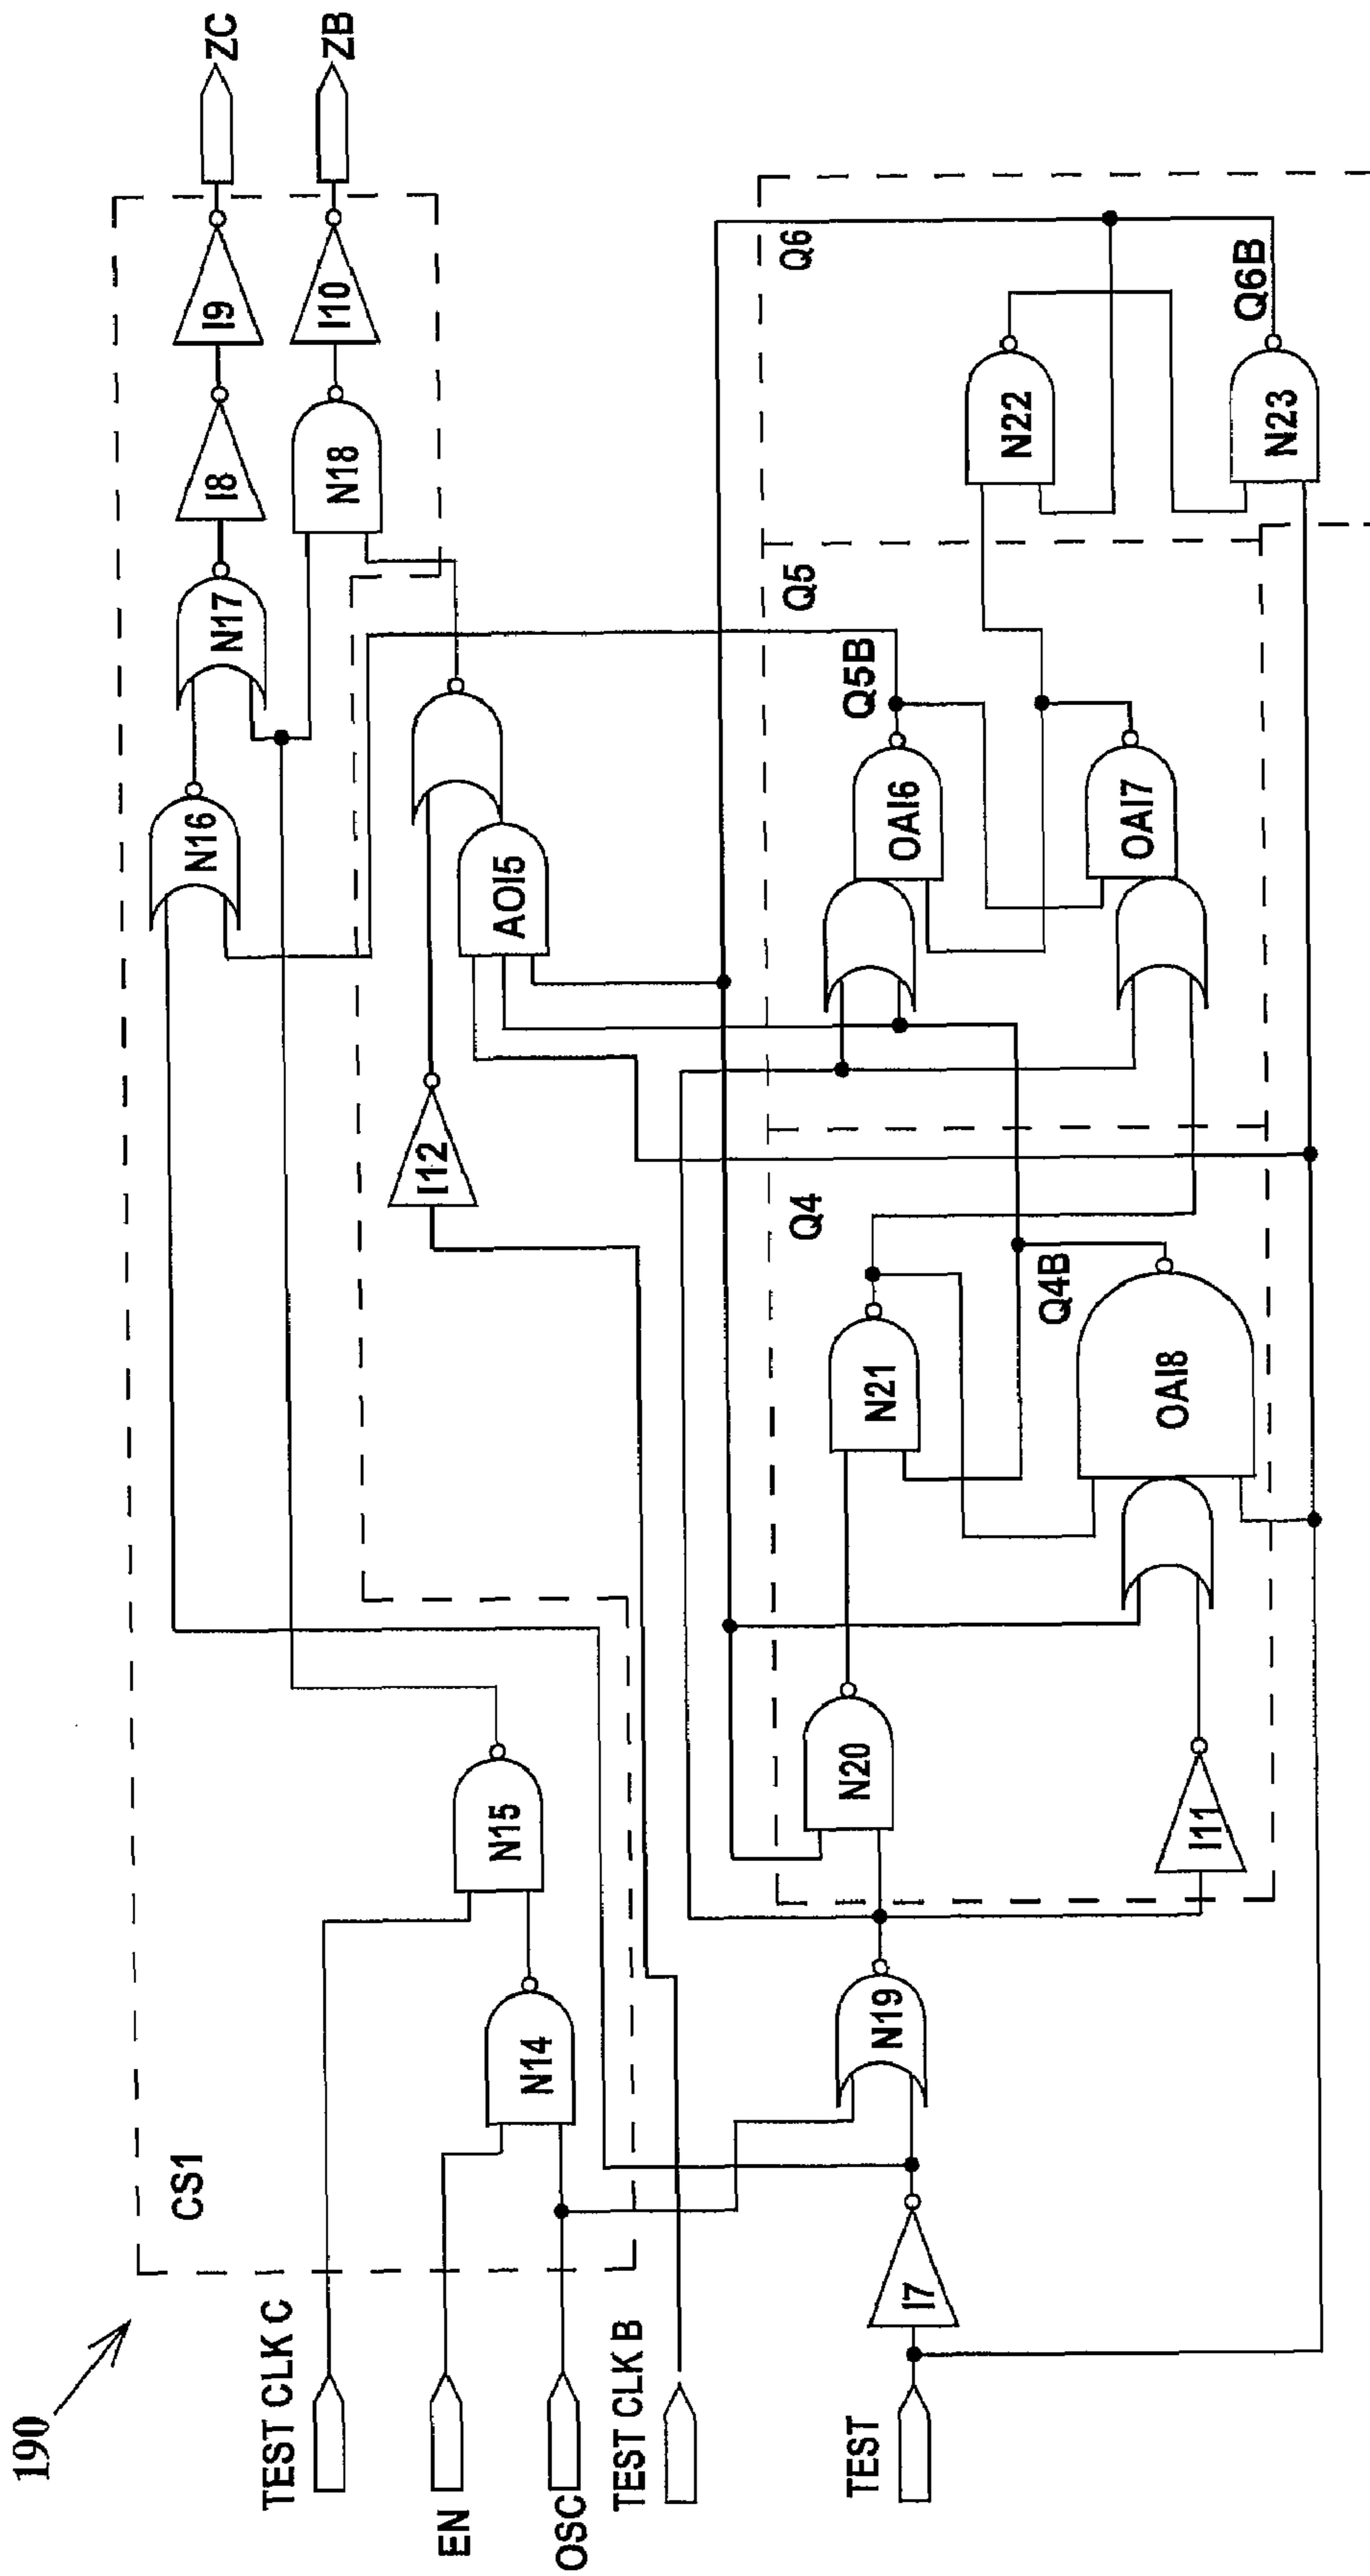 190
CS1
TEST CLK C
EN
OSC
TEST CLK B
TEST
N14
N15
N16
N17
I8
I9
ZC
N18
I10
ZB
I12
AOI5
I7
N19
N20
I11
N21
Q4
Q4B
OAI8
Q5
Q5B
OAI6
OAI7
Q6
N22
Q6B
N23